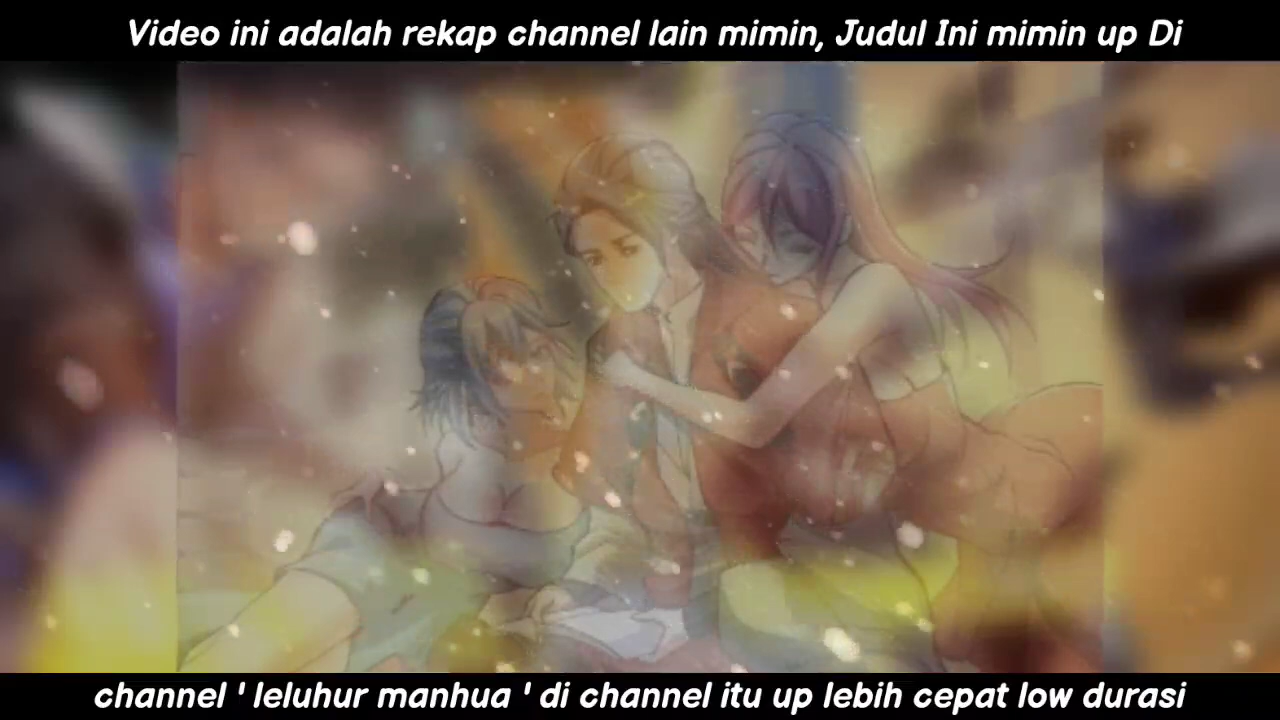 Video ini adalah rekap channel lain mimin, Judul Ini mimin up Di
channel ' leluhur manhua ' di channel itu up lebih cepat low durasi